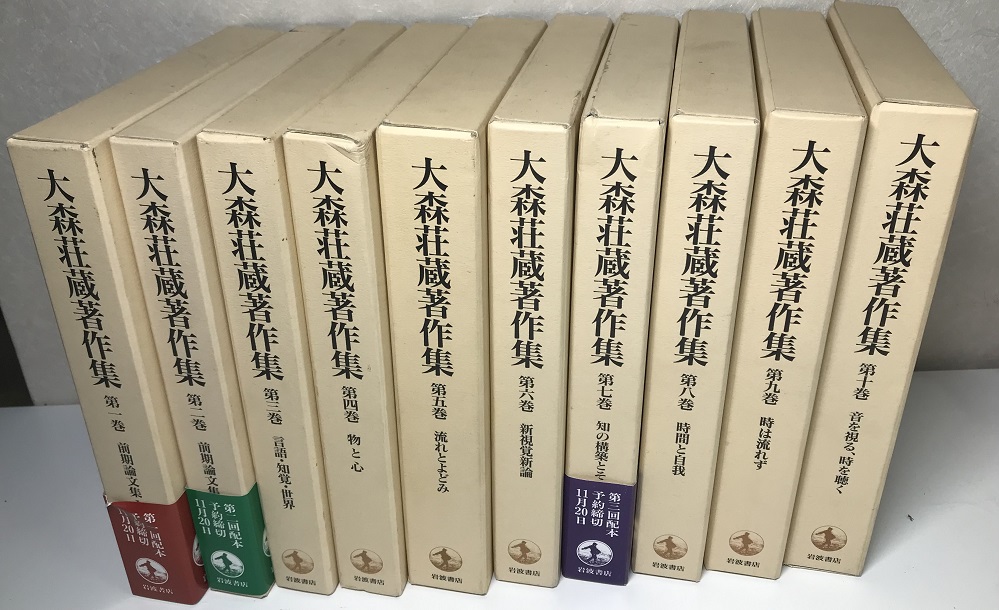 大森荘蔵著作集 第一巻 前期論文集
第一回配本
予約締切
11月20日
岩波書店
大森荘蔵著作集 第二巻 前期論文集
第二回配本
予約締切
11月20日
岩波書店
大森荘蔵著作集 第三巻 言語・知覚・世界
岩波書店
大森荘蔵著作集 第四巻 物と心
岩波書店
大森荘蔵著作集 第五巻 流れとよどみ
岩波書店
大森荘蔵著作集 第六巻 新視覚新論
岩波書店
大森荘蔵著作集 第七巻 知の構築とそ
第三回配本
予約締切
11月20日
岩波書店
大森荘蔵著作集 第八巻 時間と自我
岩波書店
大森荘蔵著作集 第九巻 時は流れず
岩波書店
大森荘蔵著作集 第十巻 音を視る、時を聴く
岩波書店